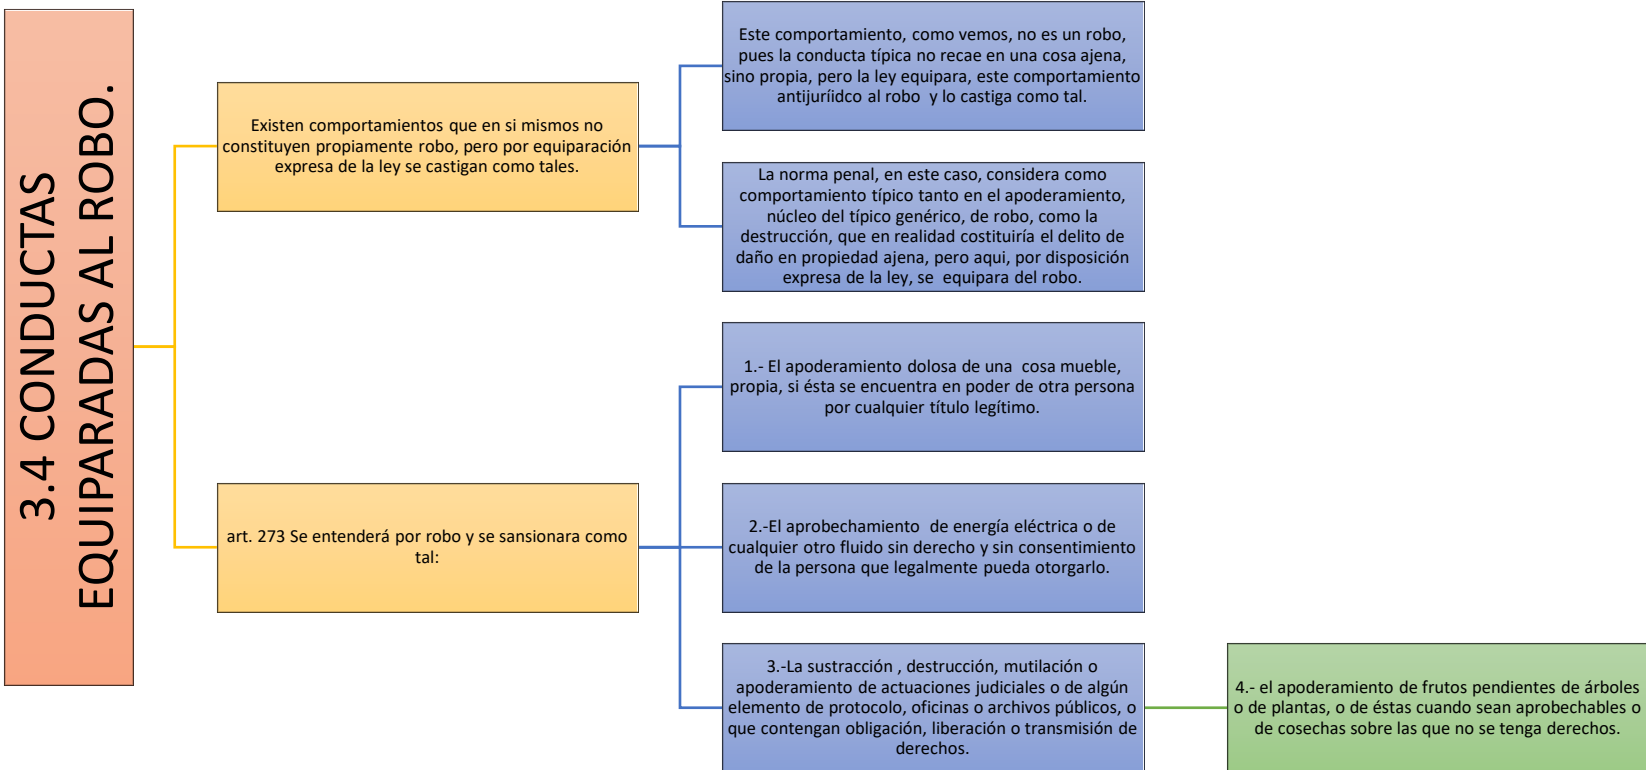 3.4 CONDUCTAS
EQUIPARADAS AL ROBO.
Existen comportamientos que en si mismos no
constituyen propiamente robo, pero por equiparación
expresa de la ley se castigan como tales.
Este comportamiento, como vemos, no es un robo,
pues la conducta típica no recae en una cosa ajena,
sino propia, pero la ley equipara, este comportamiento
antijuríidco al robo y lo castiga como tal.
La norma penal, en este caso, considera como
comportamiento típico tanto en el apoderamiento,
núcleo del típico genérico, de robo, como la
destrucción, que en realidad costituiría el delito de
daño en propiedad ajena, pero aqui, por disposición
expresa de la ley, se equipara del robo.
art. 273 Se entenderá por robo y se sansionara como
tal:
1.- El apoderamiento dolosa de una cosa mueble,
propia, si ésta se encuentra en poder de otra persona
por cualquier título legítimo.
2.-El aprobechamiento de energía eléctrica o de
cualquier otro fluido sin derecho y sin consentimiento
de la persona que legalmente pueda otorgarlo.
3.-La sustracción , destrucción, mutilación o
apoderamiento de actuaciones judiciales o de algún
elemento de protocolo, oficinas o archivos públicos, o
que contengan obligación, liberación o transmisión de
derechos.
4.- el apoderamiento de frutos pendientes de árboles
o de plantas, o de éstas cuando sean aprobechables o
de cosechas sobre las que no se tenga derechos.